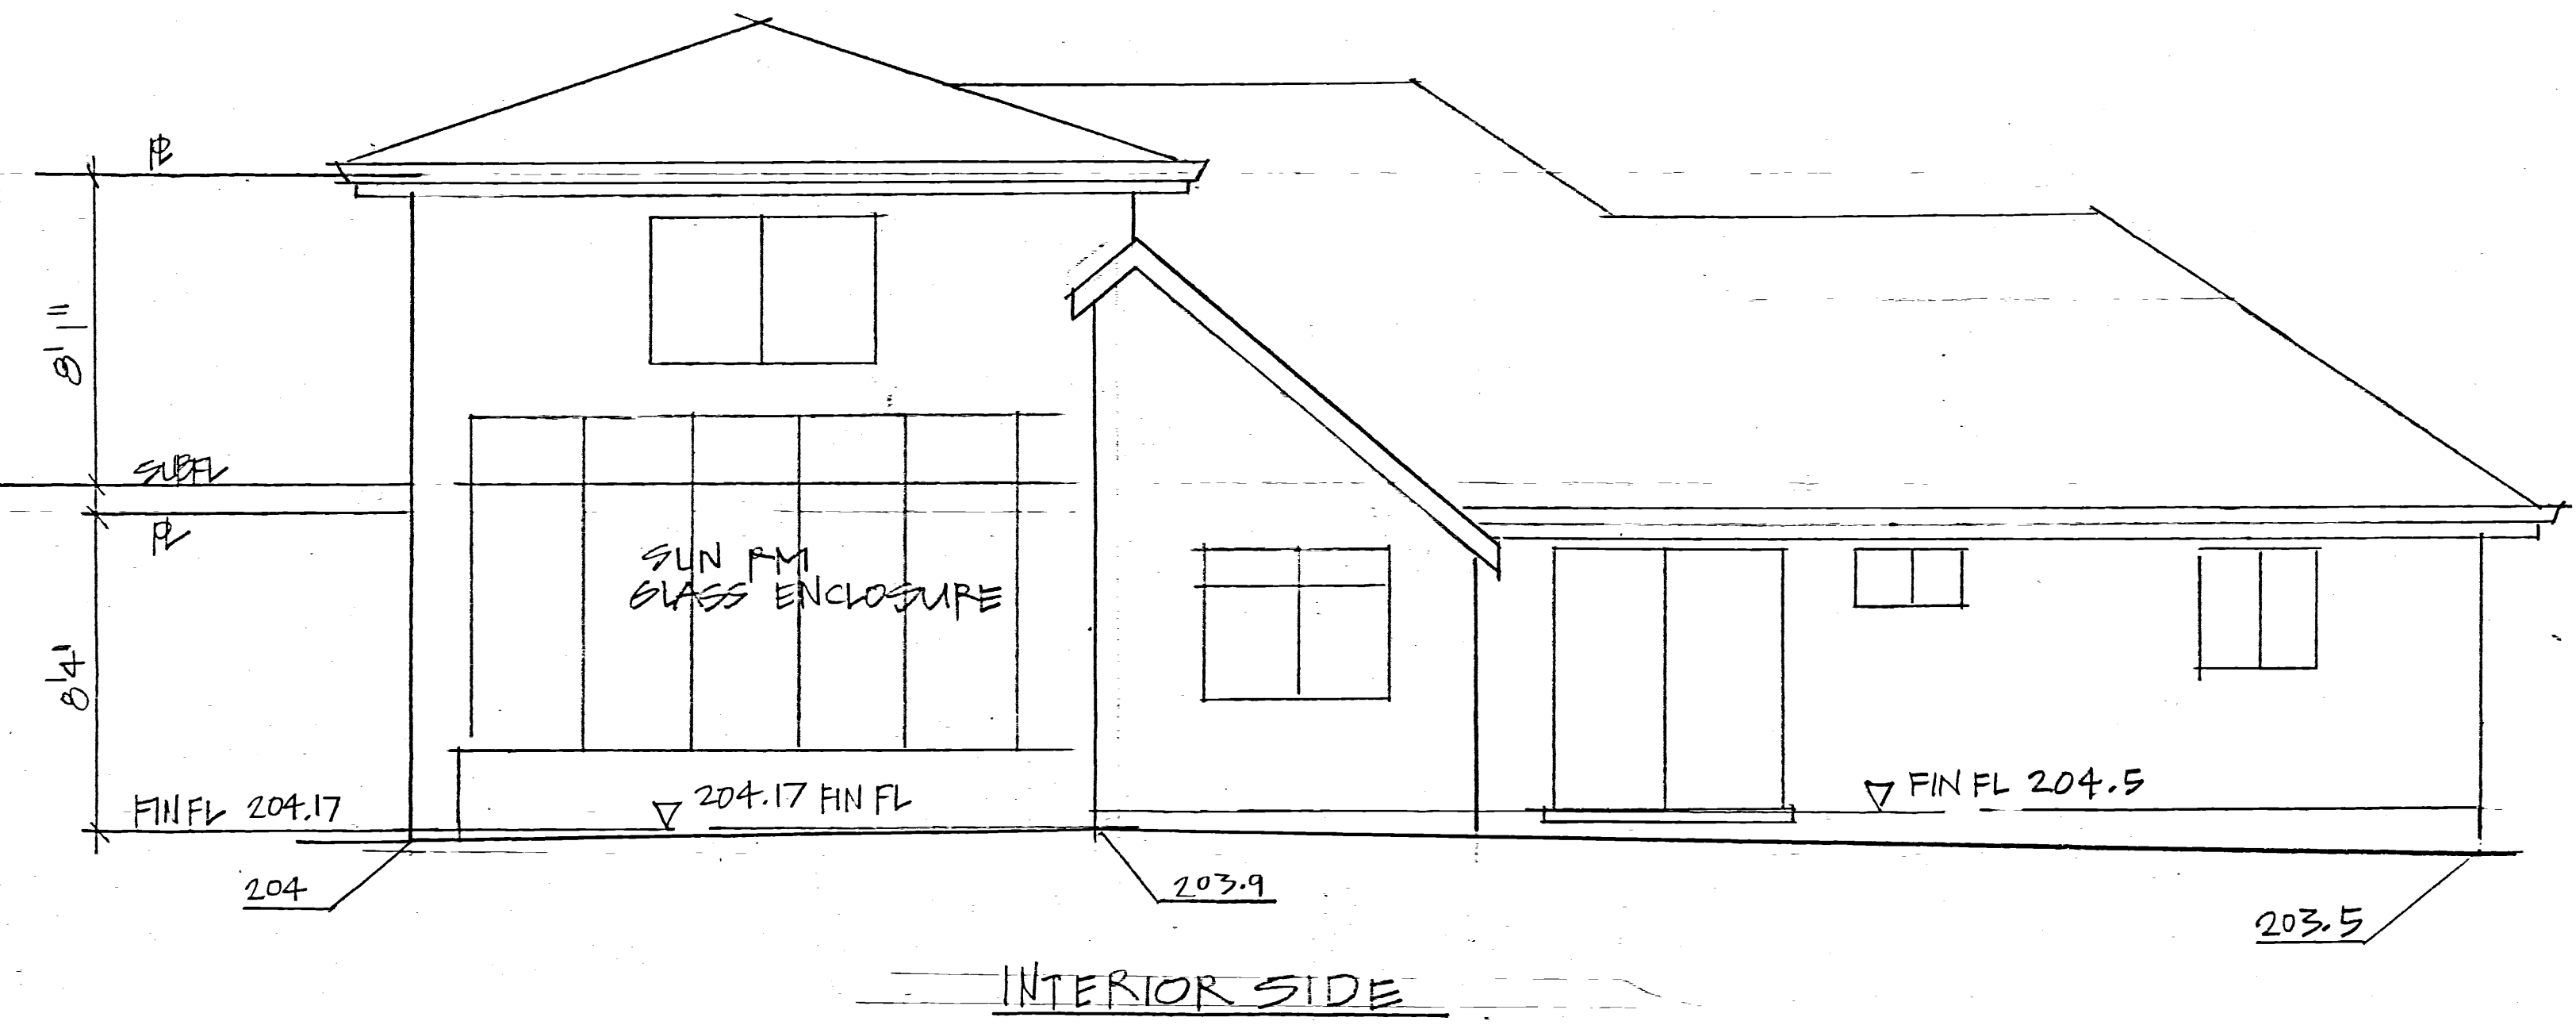 PL
8'1"
SUBFL
PL
SUN RM
GLASS ENCLOSURE
8'4'
FIN FL 204.17
204.17 FIN FL
FIN FL 204.5
204
203.9
203.5
INTERIOR SIDE